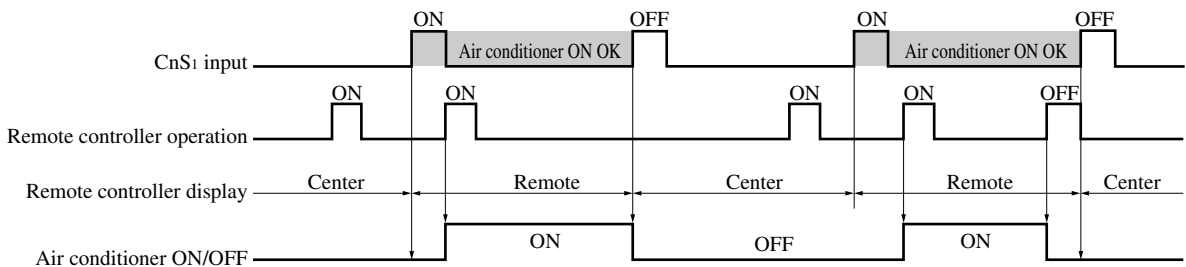 ON OFF ON OFF
CnS1 input Air conditioner ON OK Air conditioner ON OK
ON ON ON ON OFF
Remote controller operation
Remote controller display Center Remote Center Remote Center
Air conditioner ON/OFF ON OFF ON